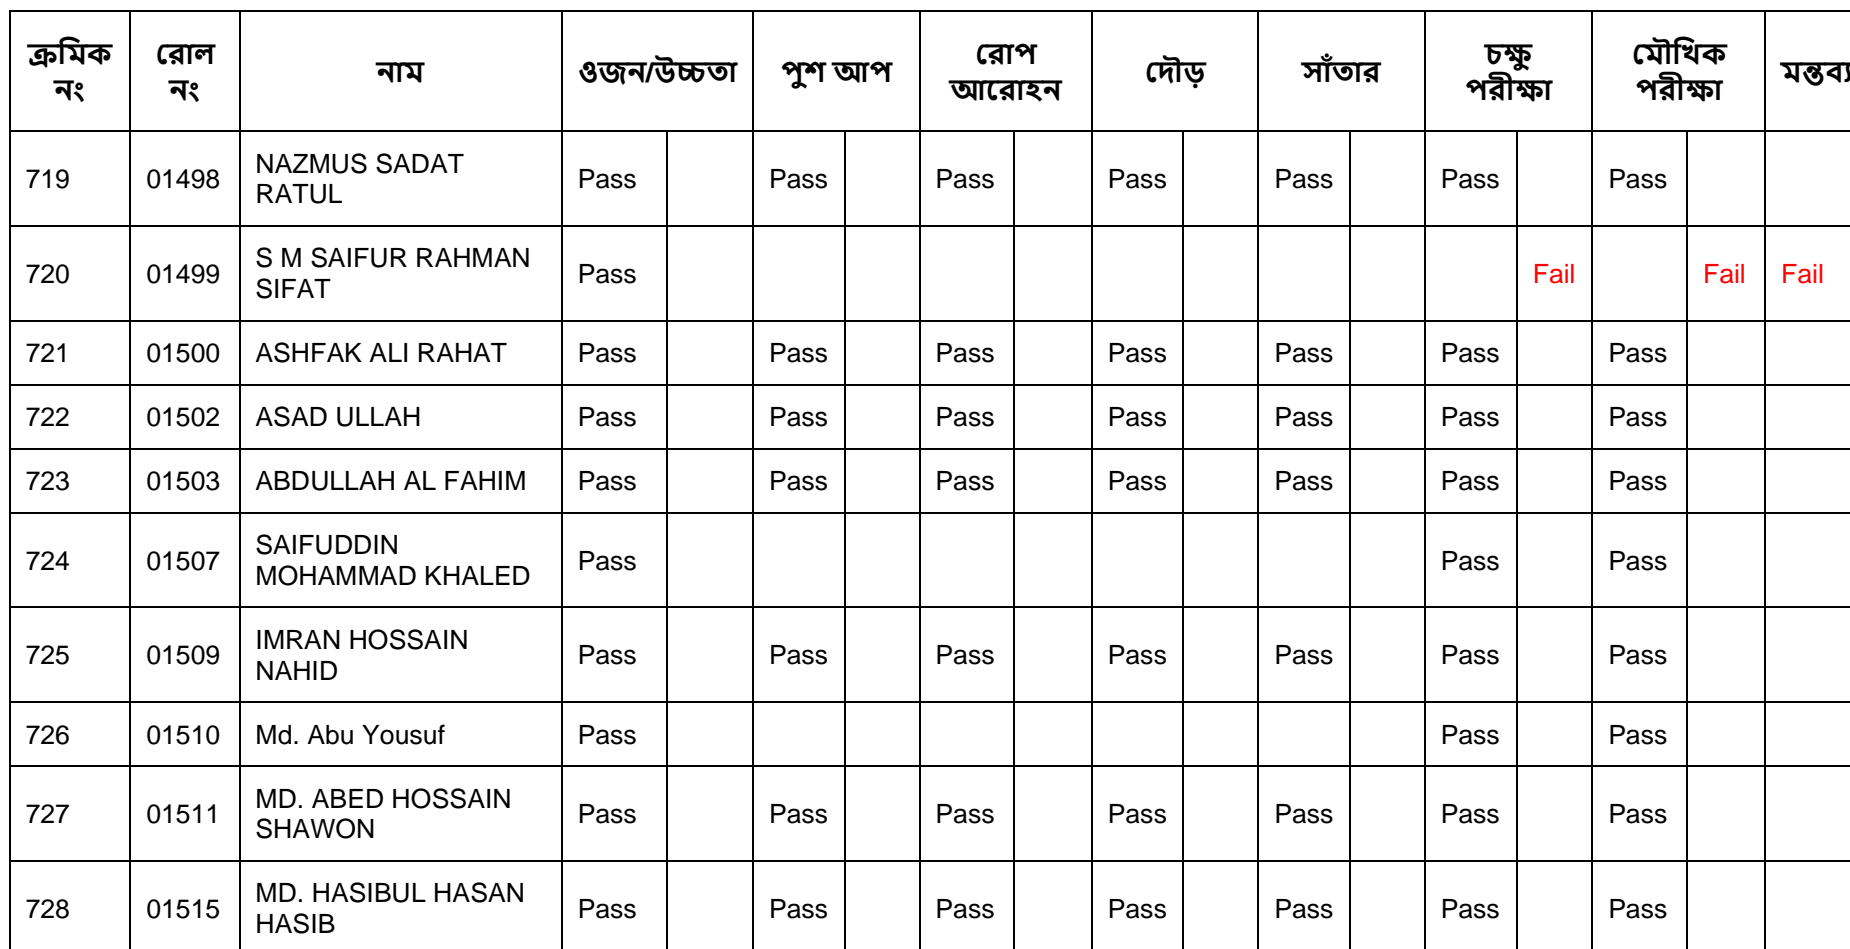 ক্রমিক নং রোল নং নাম ওজন/উচ্চতা পুশ আপ রোপ আরোহন দৌড় সাঁতার চক্ষু পরীক্ষা মৌখিক পরীক্ষা মন্তব্য
719 01498 NAZMUS SADAT RATUL Pass Pass Pass Pass Pass Pass Pass
720 01499 S M SAIFUR RAHMAN SIFAT Pass Fail Fail Fail
721 01500 ASHFAK ALI RAHAT Pass Pass Pass Pass Pass Pass Pass
722 01502 ASAD ULLAH Pass Pass Pass Pass Pass Pass Pass
723 01503 ABDULLAH AL FAHIM Pass Pass Pass Pass Pass Pass Pass
724 01507 SAIFUDDIN MOHAMMAD KHALED Pass Pass Pass
725 01509 IMRAN HOSSAIN NAHID Pass Pass Pass Pass Pass Pass Pass
726 01510 Md. Abu Yousuf Pass Pass Pass
727 01511 MD. ABED HOSSAIN SHAWON Pass Pass Pass Pass Pass Pass Pass
728 01515 MD. HASIBUL HASAN HASIB Pass Pass Pass Pass Pass Pass Pass